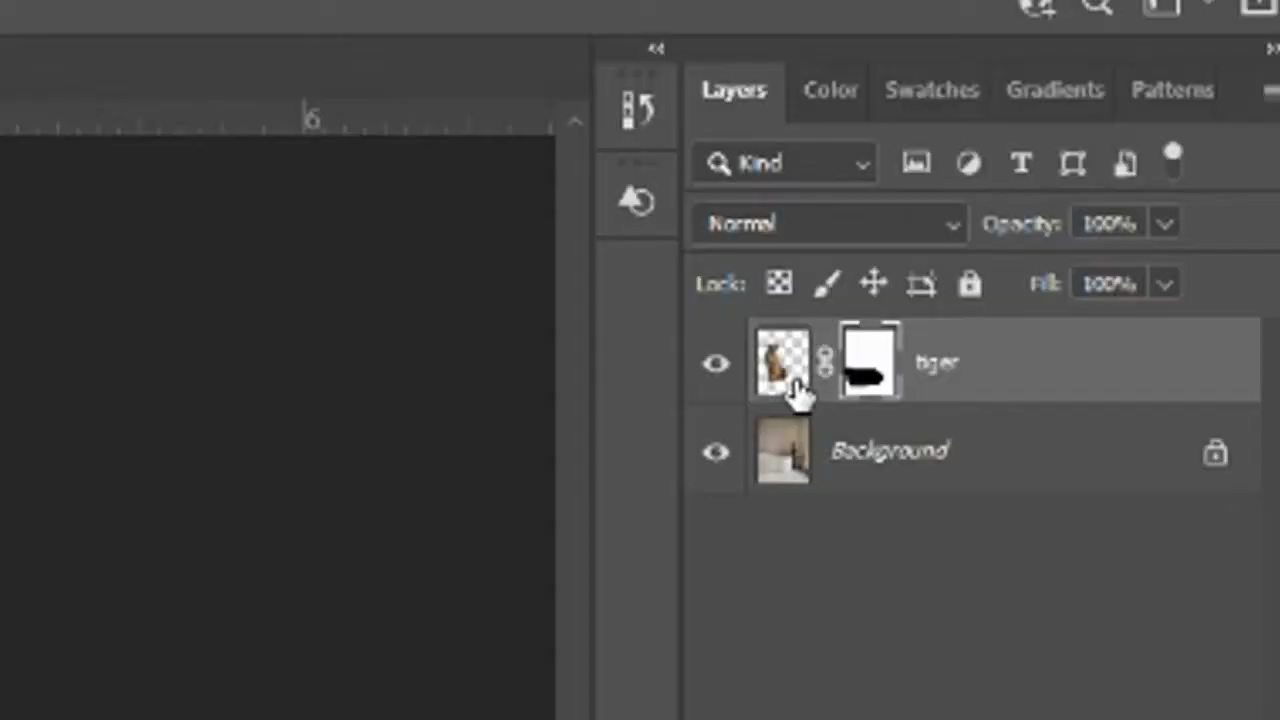 Layers Color Swatches Gradients Patterns
6
Kind
Normal Opacity: 100%
Lock: Fill: 100%
tiger
Background